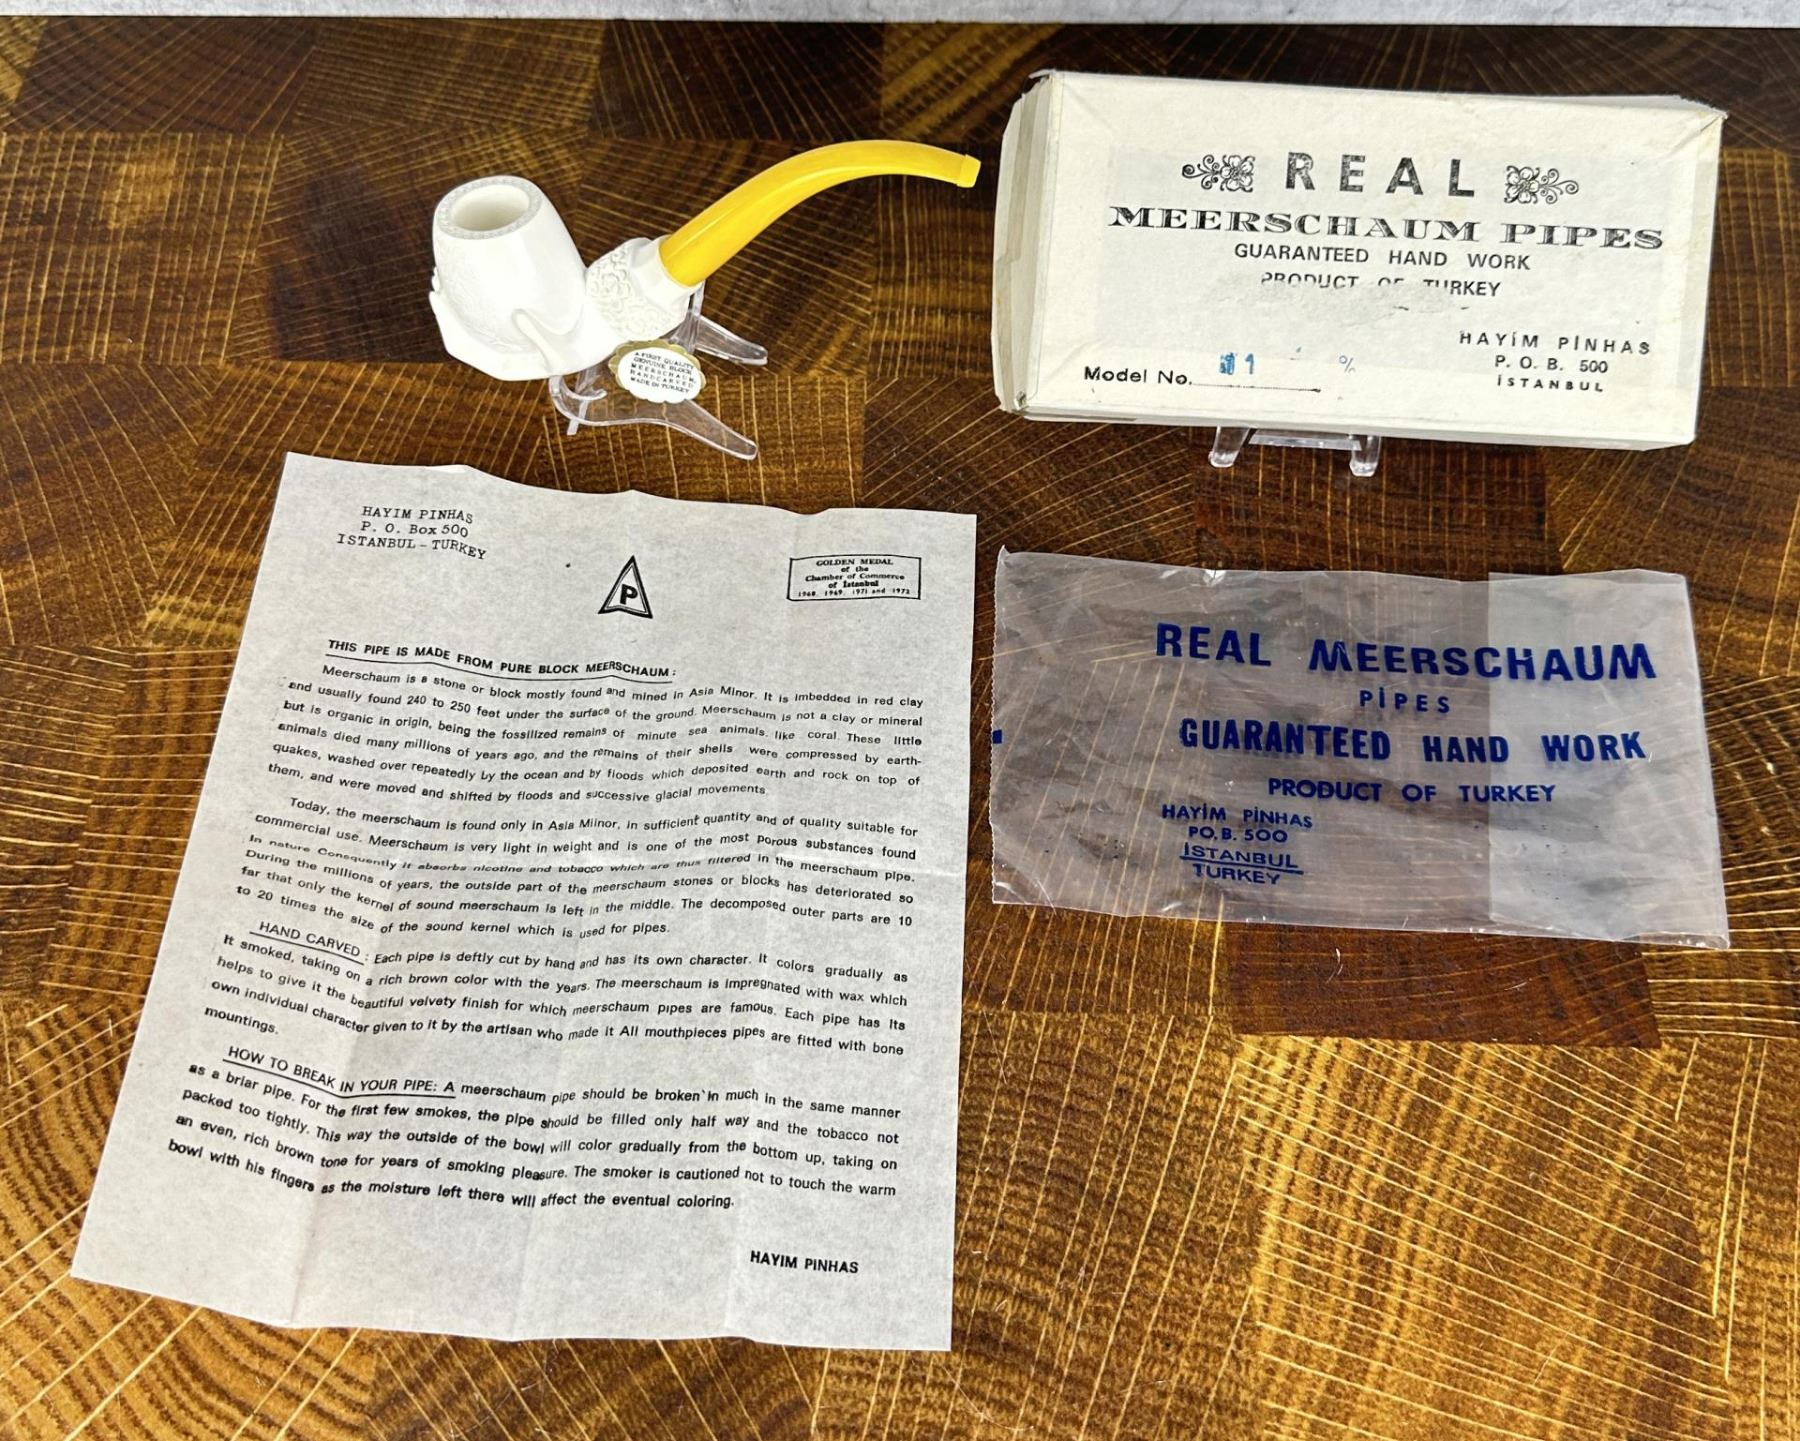 A FIRST QUALITY
GENUINE BLOCK
MEERSCHAUM,
HANDCARVED
MADE IN TURKEY
REAL
MEERSCHAUM PIPES
GUARANTEED HAND WORK
PRODUCT OF TURKEY
HAYİM PİNHAS
P. O. B. 500
İSTANBUL
Model No. 91 %
HAYIM PINHAS
P. O. Box 500
ISTANBUL - TURKEY
P
GOLDEN MEDAL
of the
Chamber of Commerce
of İstanbul
1968, 1969, 1971 and 1972
THIS PIPE IS MADE FROM PURE BLOCK MEERSCHAUM :
Meerschaum is a stone or block mostly found and mined in Asia Minor. It is imbedded in red clay
and usually found 240 to 250 feet under the surface of the ground. Meerschaum is not a clay or mineral
but is organic in origin, being the fossilized remains of minute sea animals. like coral These little
animals died many millions of years ago, and the remains of their shells were compressed by earth-
quakes, washed over repeatedly by the ocean and by floods which deposited earth and rock on top of
them, and were moved and shifted by floods and successive glacial movements.
Today, the meerschaum is found only in Asia Miinor, in sufficient quantity and of quality suitable for
commercial use. Meerschaum is very light in weight and is one of the most porous substances found
In nature Consequently it absorbs nicotine and tobacco which are thus filtered in the meerschaum pipe.
During the millions of years, the outside part of the meerschaum stones or blocks has deteriorated so
far that only the kernel of sound meerschaum is left in the middle. The decomposed outer parts are 10
to 20 times the size of the sound kernel which is used for pipes.
HAND CARVED : Each pipe is deftly cut by hand and has its own character. It colors gradually as
It smoked, taking on a rich brown color with the years. The meerschaum is impregnated with wax which
helps to give it the beautiful velvety finish for which meerschaum pipes are famous. Each pipe has its
own individual character given to it by the artisan who made it All mouthpieces pipes are fitted with bone
mountings.
HOW TO BREAK IN YOUR PIPE: A meerschaum pipe should be broken in much in the same manner
as a briar pipe. For the first few smokes, the pipe should be filled only half way and the tobacco not
packed too tightly. This way the outside of the bowl will color gradually from the bottom up, taking on
an even, rich brown tone for years of smoking pleasure. The smoker is cautioned not to touch the warm
bowl with his fingers as the moisture left there will affect the eventual coloring.
HAYIM PINHAS
REAL MEERSCHAUM
PİPES
GUARANTEED HAND WORK
PRODUCT OF TURKEY
HAYİM PİNHAS
PO. B. 500
İSTANBUL
TURKEY